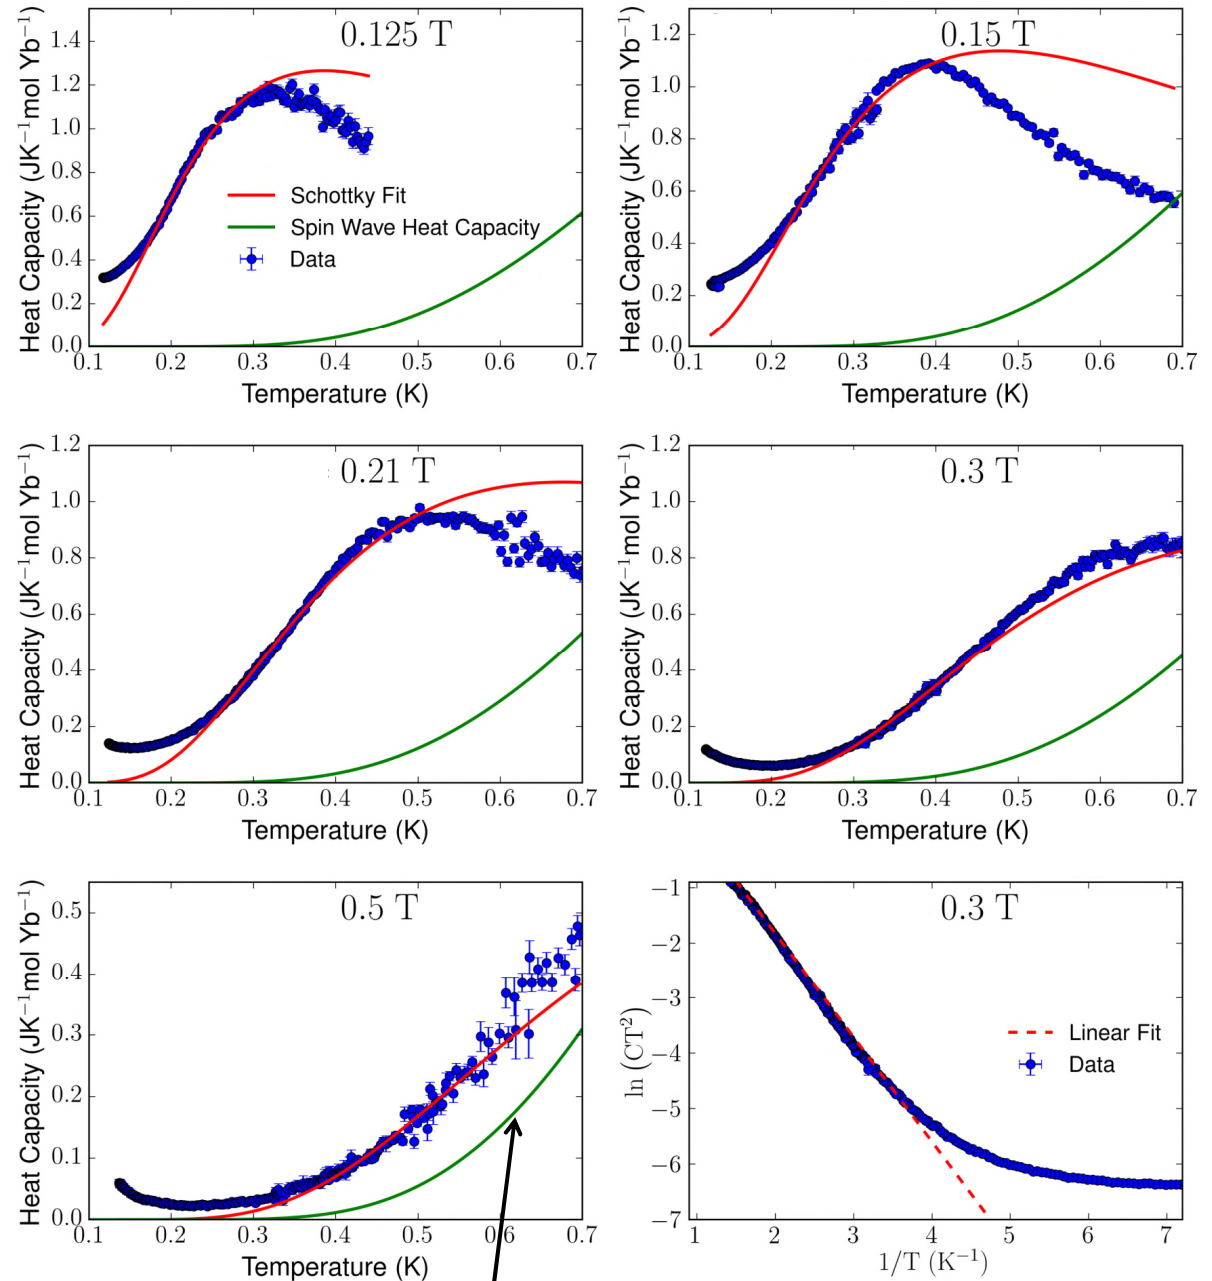 0.125 T
Heat Capacity (JK⁻¹mol Yb⁻¹)
1.4
1.2
1.0
0.8
0.6
0.4
0.2
0.0
Schottky Fit
Spin Wave Heat Capacity
Data
0.1 0.2 0.3 0.4 0.5 0.6 0.7
Temperature (K)
0.15 T
Heat Capacity (JK⁻¹mol Yb⁻¹)
1.2
1.0
0.8
0.6
0.4
0.2
0.0
0.1 0.2 0.3 0.4 0.5 0.6 0.7
Temperature (K)
0.21 T
Heat Capacity (JK⁻¹mol Yb⁻¹)
1.2
1.0
0.8
0.6
0.4
0.2
0.0
0.1 0.2 0.3 0.4 0.5 0.6 0.7
Temperature (K)
0.3 T
Heat Capacity (JK⁻¹mol Yb⁻¹)
1.2
1.0
0.8
0.6
0.4
0.2
0.0
0.1 0.2 0.3 0.4 0.5 0.6 0.7
Temperature (K)
0.5 T
Heat Capacity (JK⁻¹mol Yb⁻¹)
0.5
0.4
0.3
0.2
0.1
0.0
0.1 0.2 0.3 0.4 0.5 0.6 0.7
Temperature (K)
0.3 T
ln (CT²)
−1
−2
−3
−4
−5
−6
−7
Linear Fit
Data
1 2 3 4 5 6 7
1/T (K⁻¹)